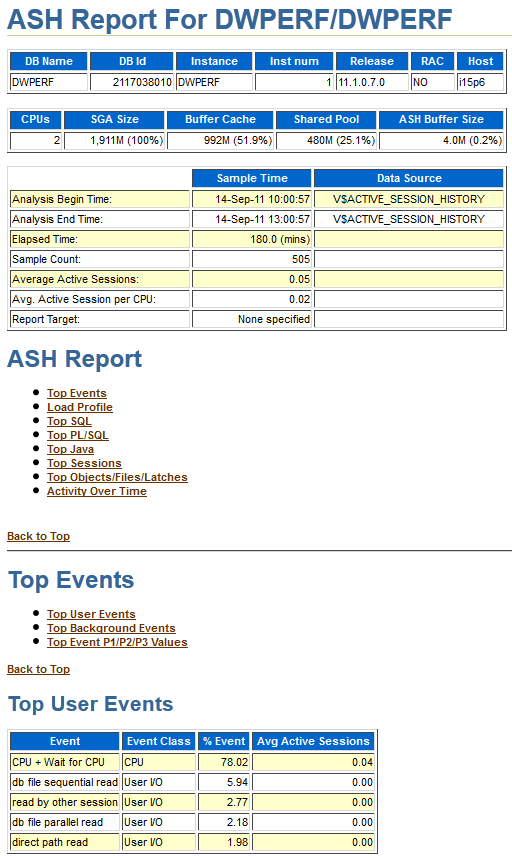 ASH Report For DWPERF/DWPERF
DB Name DB Id Instance Inst num Release RAC Host
DWPERF 2117038010 DWPERF 1 11.1.0.7.0 NO i15p6
CPUs SGA Size Buffer Cache Shared Pool ASH Buffer Size
2 1,911M (100%) 992M (51.9%) 480M (25.1%) 4.0M (0.2%)
Sample Time Data Source
Analysis Begin Time: 14-Sep-11 10:00:57 V$ACTIVE_SESSION_HISTORY
Analysis End Time: 14-Sep-11 13:00:57 V$ACTIVE_SESSION_HISTORY
Elapsed Time: 180.0 (mins)
Sample Count: 505
Average Active Sessions: 0.05
Avg. Active Session per CPU: 0.02
Report Target: None specified
ASH Report
Top Events
Load Profile
Top SQL
Top PL/SQL
Top Java
Top Sessions
Top Objects/Files/Latches
Activity Over Time
Back to Top
Top Events
Top User Events
Top Background Events
Top Event P1/P2/P3 Values
Back to Top
Top User Events
Event Event Class % Event Avg Active Sessions
CPU + Wait for CPU CPU 78.02 0.04
db file sequential read User I/O 5.94 0.00
read by other session User I/O 2.77 0.00
db file parallel read User I/O 2.18 0.00
direct path read User I/O 1.98 0.00